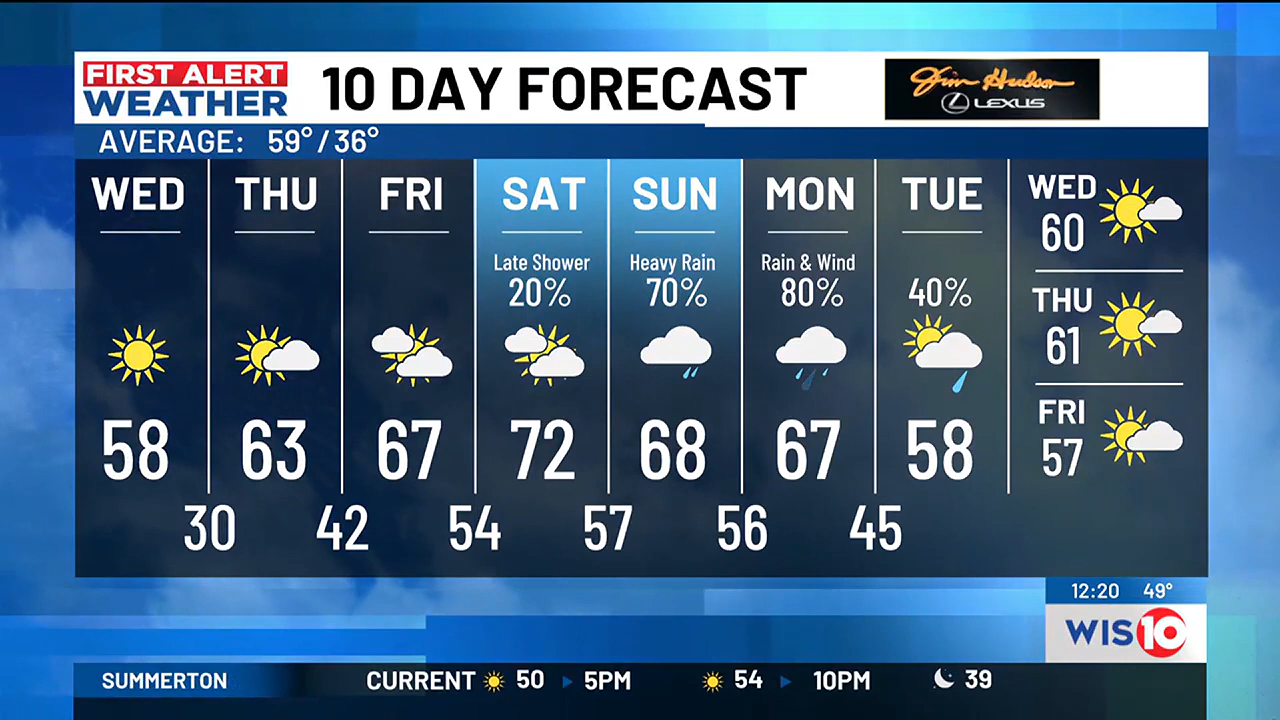 FIRST ALERT
WEATHER
10 DAY FORECAST
Jim Hudson
LEXUS
AVERAGE: 59°/36°
WED THU FRI SAT SUN MON TUE
Late Shower Heavy Rain Rain & Wind
20% 70% 80% 40%
58 63 67 72 68 67 58
30 42 54 57 56 45
WED
60
THU
61
FRI
57
12:20 49°
WIS10
SUMMERTON CURRENT 50 5PM 54 10PM 39